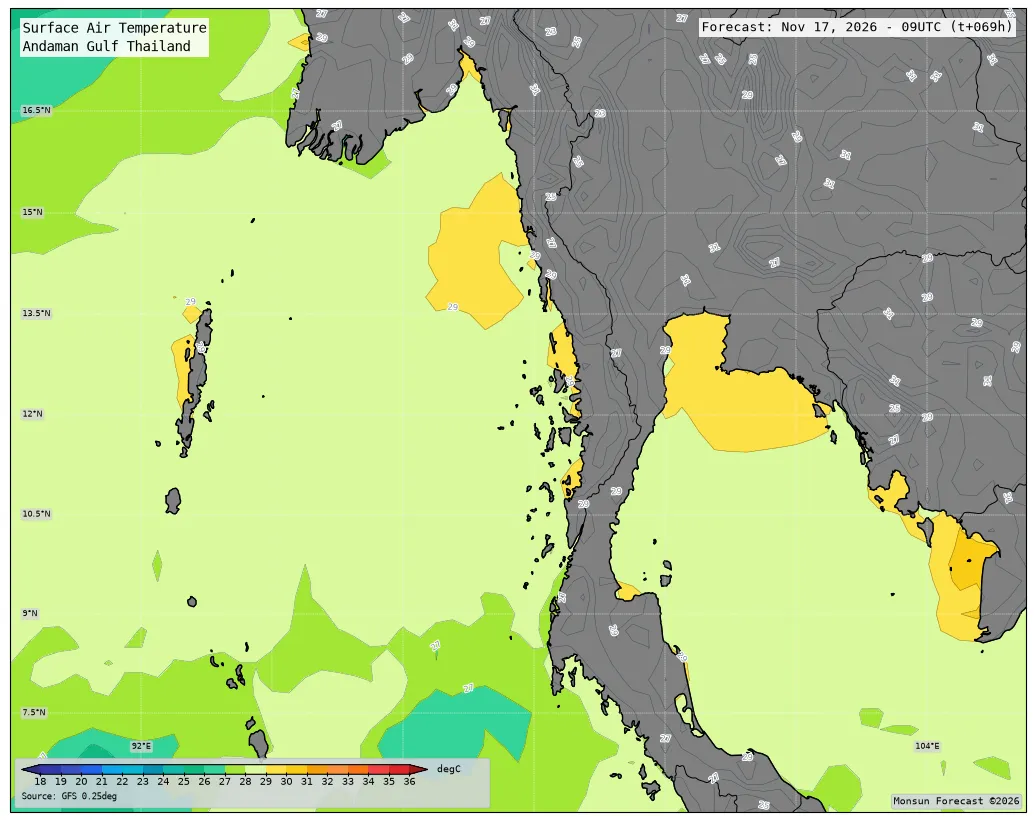 Surface Air Temperature
Andaman Gulf Thailand
Forecast: Nov 17, 2026 - 09UTC (t+069h)
16.5°N
15°N
13.5°N
12°N
10.5°N
9°N
7.5°N
92°E
104°E
degC
18 19 20 21 22 23 24 25 26 27 28 29 30 31 32 33 34 35 36
Source: GFS 0.25deg
Monsun Forecast ©2026